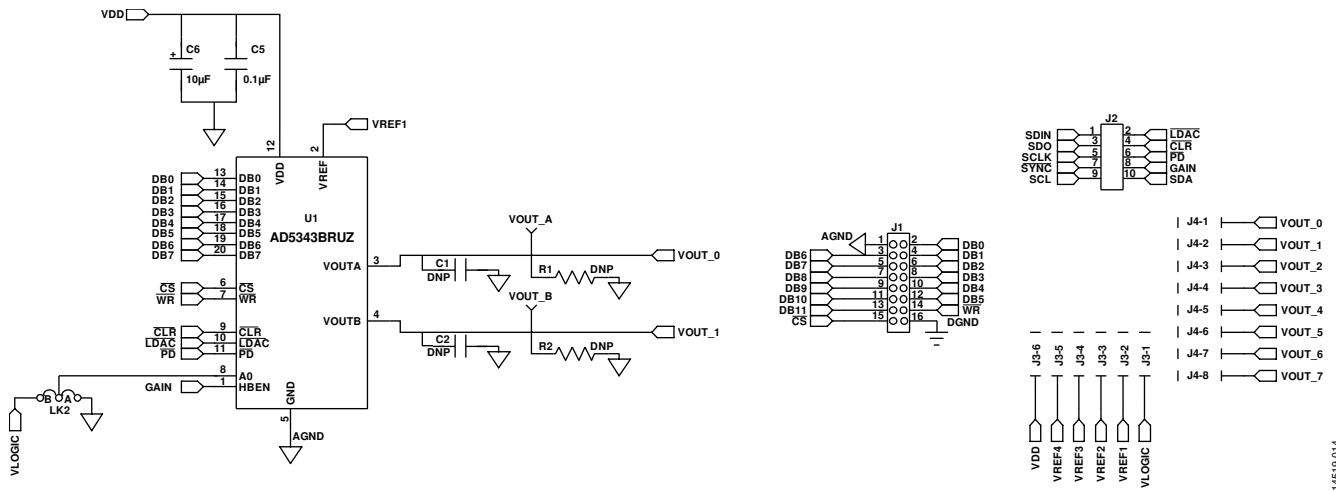 VDD
C6
+
10µF
C5
0.1µF
VREF1
12
2
VDD
VREF
U1
AD5343BRUZ
DB0 13 DB0
DB1 14 DB1
DB2 15 DB2
DB3 16 DB3
DB4 17 DB4
DB5 18 DB5
DB6 19 DB6
DB7 20 DB7
CS 6 CS
WR 7 WR
CLR 9 CLR
LDAC 10 LDAC
PD 11 PD
8 A0
GAIN 1 HBEN
B A
LK2
VLOGIC
GND
5
AGND
VOUTA 3
VOUTB 4
VOUT_A
C1
DNP
R1 DNP
VOUT_0
VOUT_B
C2
DNP
R2 DNP
VOUT_1
J1
AGND 1 2 DB0
DB6 3 4 DB1
DB7 5 6 DB2
DB8 7 8 DB3
DB9 9 10 DB4
DB10 11 12 DB5
DB11 13 14 WR
CS 15 16 DGND
J2
SDIN 1 2 LDAC
SDO 3 4 CLR
SCLK 5 6 PD
SYNC 7 8 GAIN
SCL 9 10 SDA
J4-1 VOUT_0
J4-2 VOUT_1
J4-3 VOUT_2
J4-4 VOUT_3
J4-5 VOUT_4
J4-6 VOUT_5
J4-7 VOUT_6
J4-8 VOUT_7
J3-6 VDD
J3-5 VREF4
J3-4 VREF3
J3-3 VREF2
J3-2 VREF1
J3-1 VLOGIC
14519-014